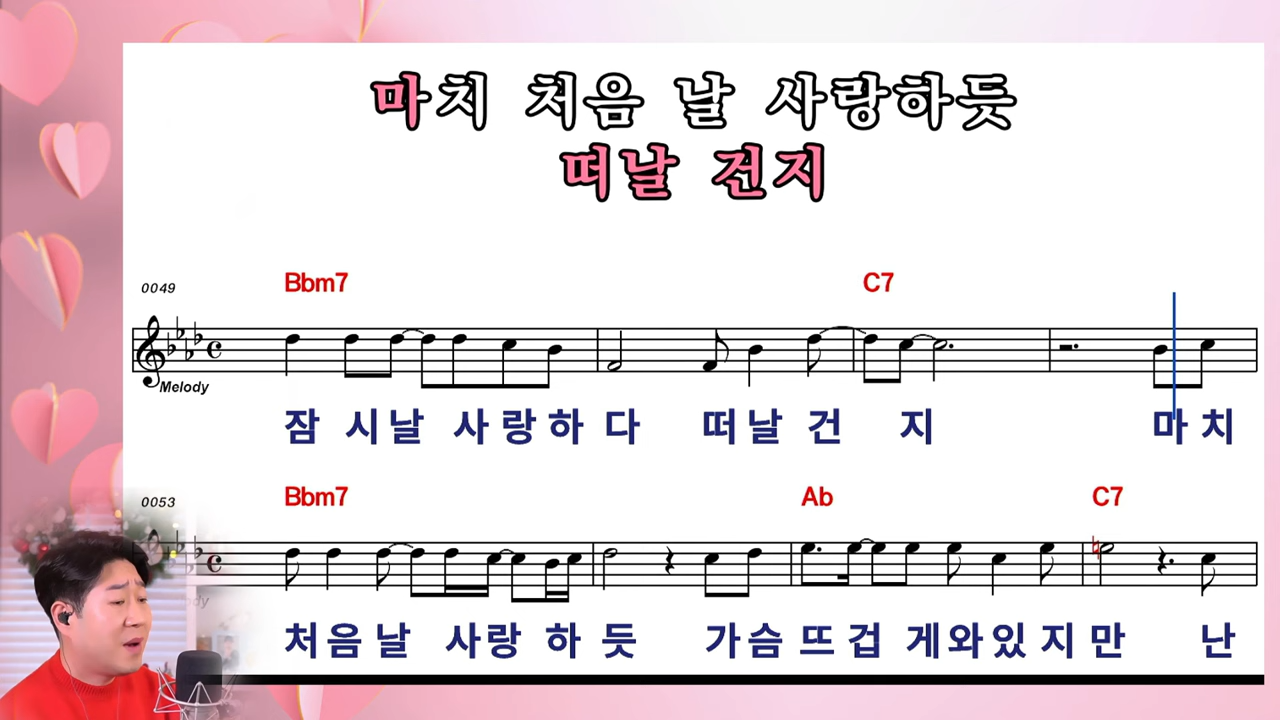 마치 처음 날 사랑하듯
떠날 건지
Bbm7 C7
0049
Melody
잠 시날 사랑하 다 떠날 건 지 마치
Bbm7 Ab C7
0053
처음날 사랑 하 듯 가슴 뜨 겁 게와있 지 만 난